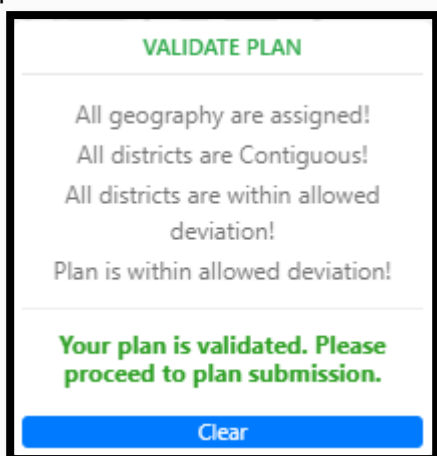 VALIDATE PLAN
All geography are assigned!
All districts are Contiguous!
All districts are within allowed
deviation!
Plan is within allowed deviation!
Your plan is validated. Please
proceed to plan submission.
Clear